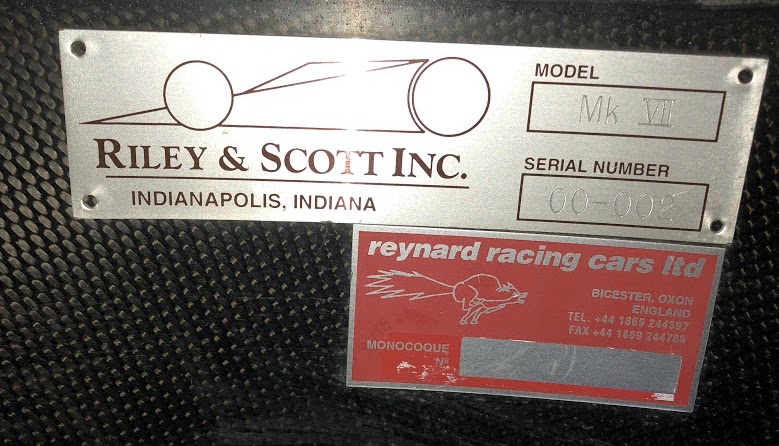 MODEL
Mk VII
RILEY & SCOTT INC.
SERIAL NUMBER
00-002
INDIANAPOLIS, INDIANA
reynard racing cars ltd
BICESTER, OXON
ENGLAND
TEL. +44 1869 244397
FAX +44 1869 244788
MONOCOQUE
Nº